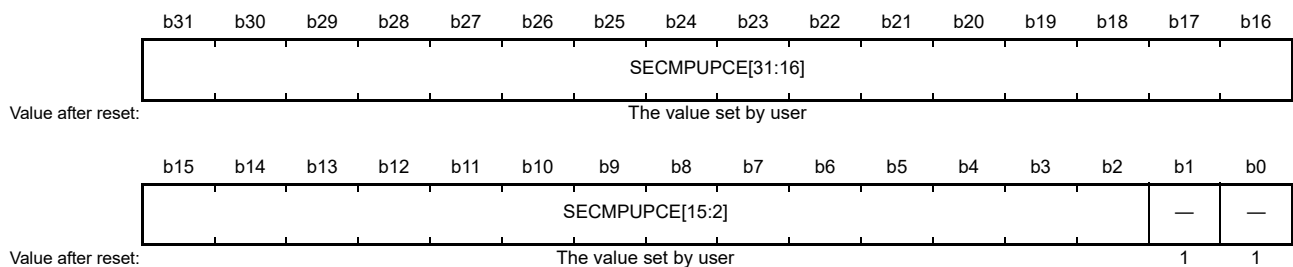 b31 b30 b29 b28 b27 b26 b25 b24 b23 b22 b21 b20 b19 b18 b17 b16
SECMPUPCE[31:16]
Value after reset: The value set by user
b15 b14 b13 b12 b11 b10 b9 b8 b7 b6 b5 b4 b3 b2 b1 b0
SECMPUPCE[15:2] — —
Value after reset: The value set by user 1 1